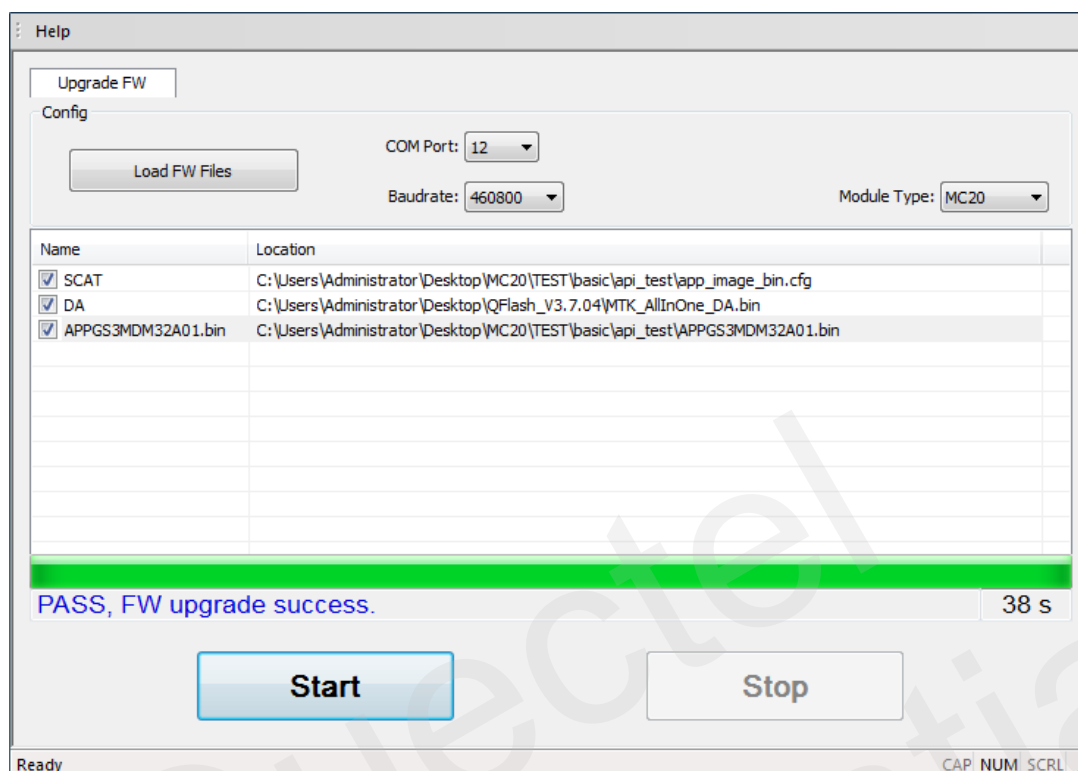 Help
Upgrade FW
Config
Load FW Files
COM Port: 12
Baudrate: 460800
Module Type: MC20
Name Location
SCAT C:\Users\Administrator\Desktop\MC20\TEST\basic\api_test\app_image_bin.cfg
DA C:\Users\Administrator\Desktop\QFlash_V3.7.04\MTK_AllInOne_DA.bin
APPGS3MDM32A01.bin C:\Users\Administrator\Desktop\MC20\TEST\basic\api_test\APPGS3MDM32A01.bin
PASS, FW upgrade success. 38 s
Start Stop
Ready CAP NUM SCRL